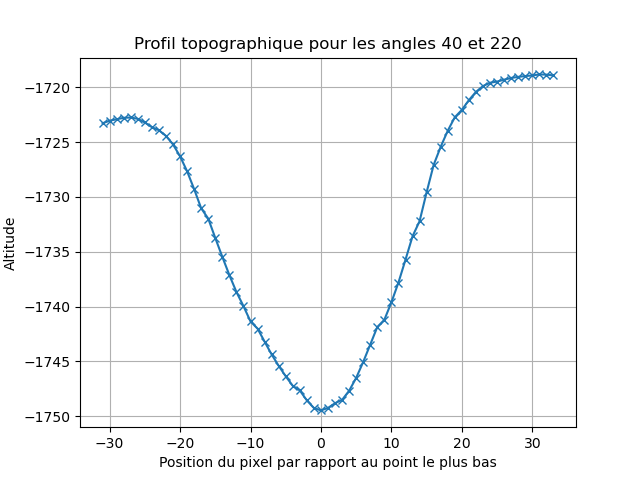 Profil topographique pour les angles 40 et 220
Altitude
−1720
−1725
−1730
−1735
−1740
−1745
−1750
−30 −20 −10 0 10 20 30
Position du pixel par rapport au point le plus bas